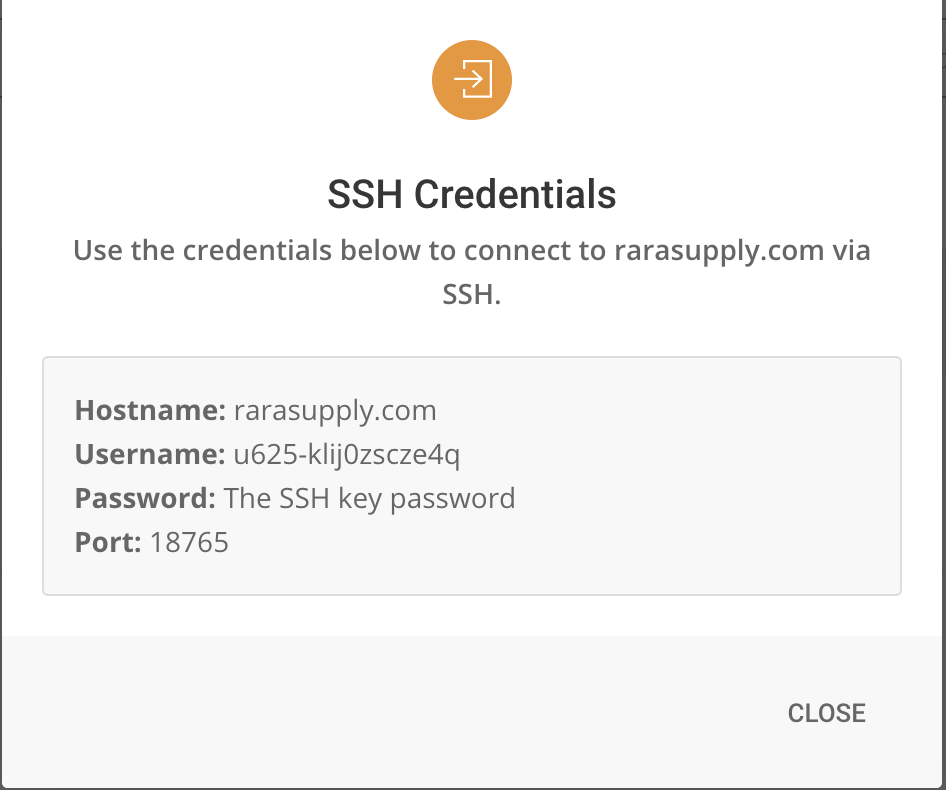 SSH Credentials
Use the credentials below to connect to rarasupply.com via
SSH.
Hostname: rarasupply.com
Username: u625-klij0zscze4q
Password: The SSH key password
Port: 18765
CLOSE